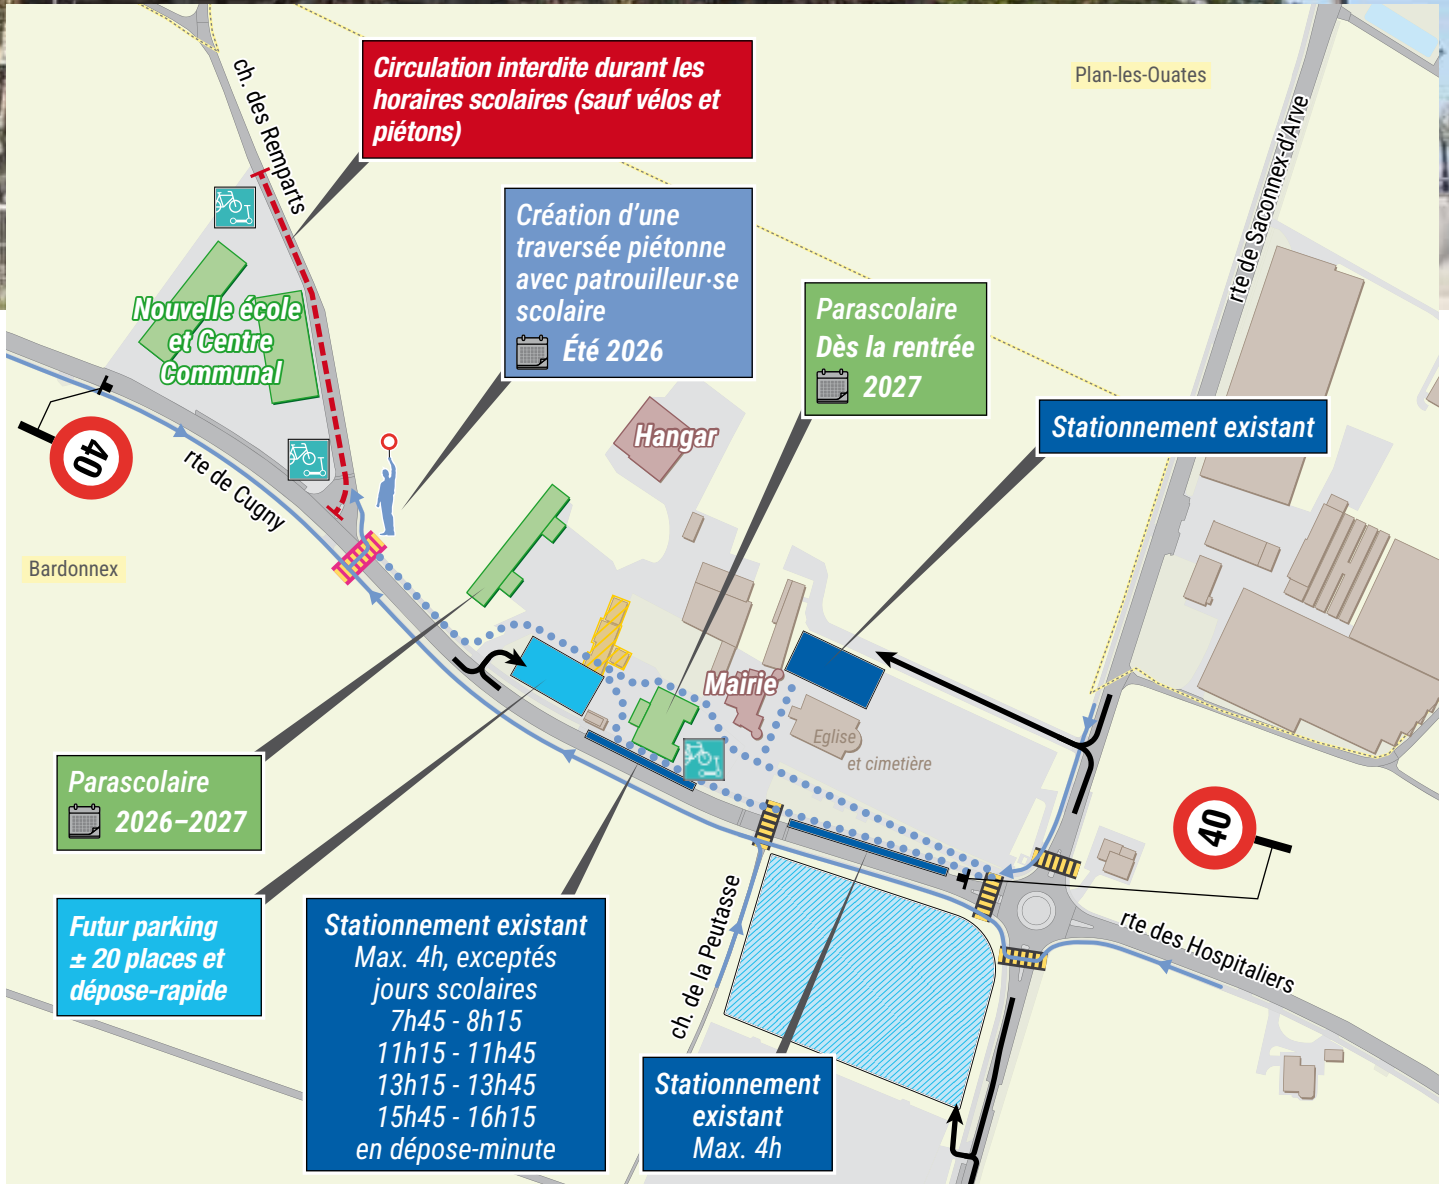 Circulation interdite durant les
horaires scolaires (sauf vélos et
piétons)
Plan-les-Ouates
ch. des Remparts
rte de Saconnex-d'Arve
Création d'une
traversée piétonne
avec patrouilleur·se
scolaire
Été 2026
Parascolaire
Dès la rentrée
2027
Nouvelle école
et Centre
Communal
Stationnement existant
Hangar
40
rte de Cugny
Bardonnex
Mairie
Eglise
et cimetière
Parascolaire
2026–2027
40
Futur parking
± 20 places et
dépose-rapide
Stationnement existant
Max. 4h, exceptés
jours scolaires
7h45 - 8h15
11h15 - 11h45
13h15 - 13h45
15h45 - 16h15
en dépose-minute
ch. de la Peutasse
rte des Hospitaliers
Stationnement
existant
Max. 4h